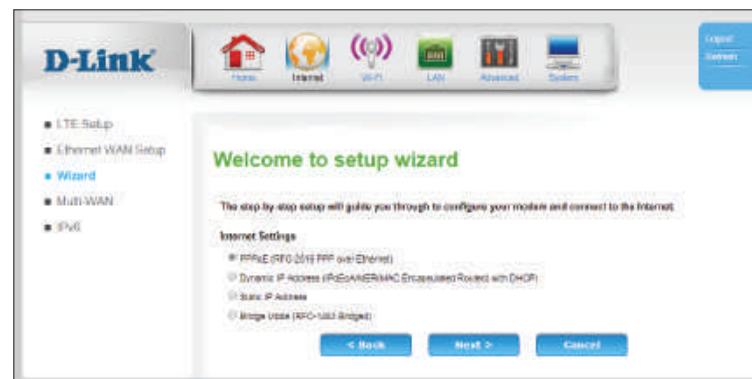 D-Link
Home
Internet
Wi-Fi
LAN
Advanced
System
Logout
Refresh
LTE Setup
Ethernet WAN Setup
Wizard
Multi-WAN
IPv6
Welcome to setup wizard
The step by step setup will guide you through to configure your modem and connect to the Internet.
Internet Settings
PPPoE (RFC-2516 PPP over Ethernet)
Dynamic IP Address (IPoEoA/MER/MAC Encapsulated Routed with DHCP)
Static IP Address
Bridge Mode (RFC-1483 Bridged)
< Back
Next >
Cancel